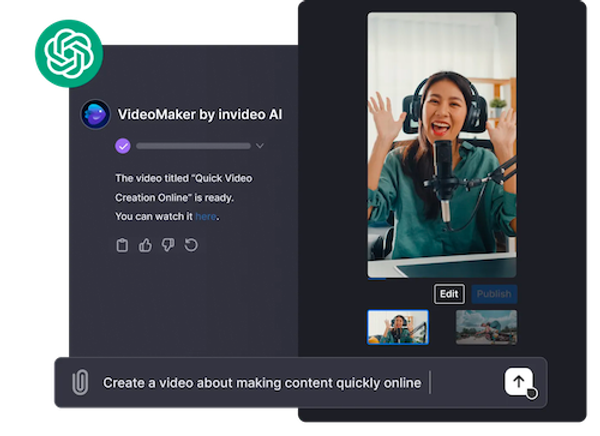 VideoMaker by invideo AI
The video titled "Quick Video
Creation Online" is ready.
You can watch it here.
Edit
Publish
Create a video about making content quickly online